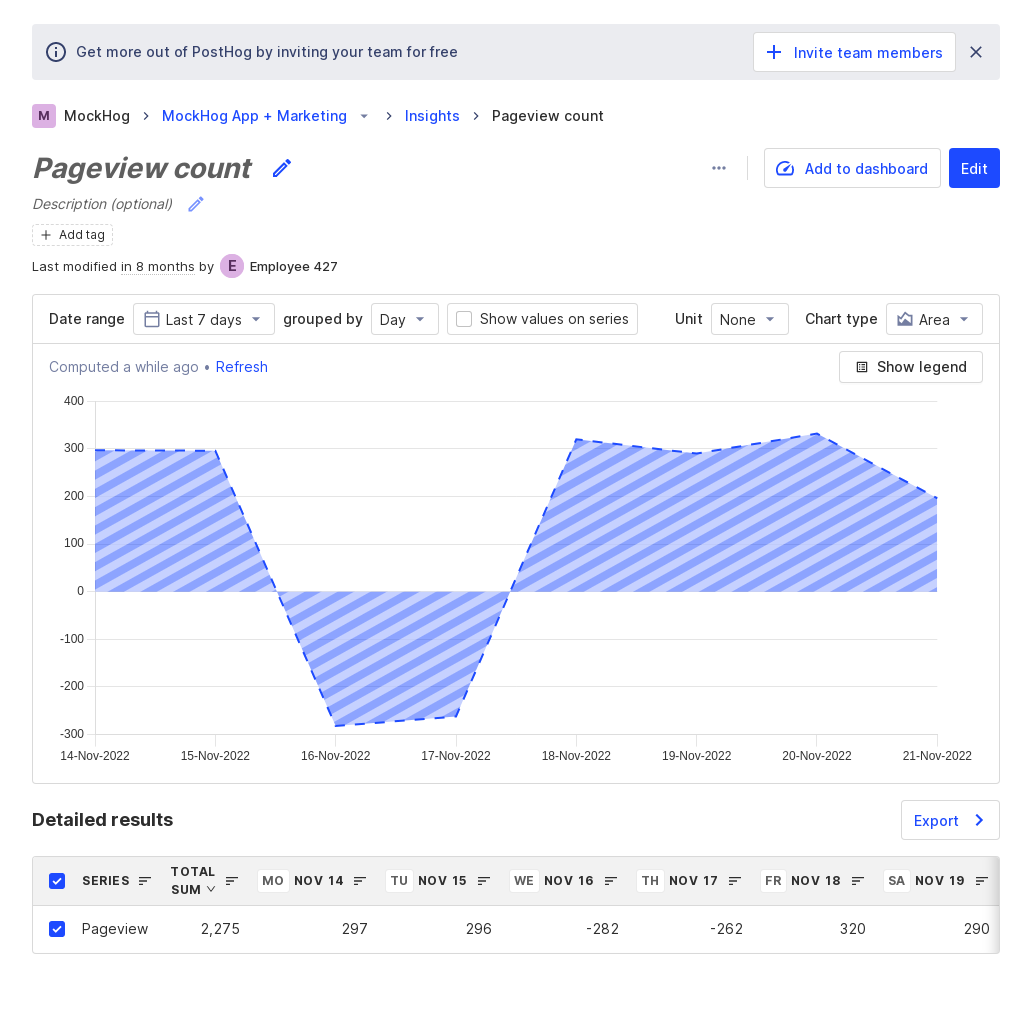 Get more out of PostHog by inviting your team for free
Invite team members
M MockHog MockHog App + Marketing Insights Pageview count
Pageview count
Add to dashboard
Edit
Description (optional)
Add tag
Last modified in 8 months by E Employee 427
Date range Last 7 days grouped by Day Show values on series Unit None Chart type Area
Computed a while ago • Refresh
Show legend
400
300
200
100
0
-100
-200
-300
14-Nov-2022 15-Nov-2022 16-Nov-2022 17-Nov-2022 18-Nov-2022 19-Nov-2022 20-Nov-2022 21-Nov-2022
Detailed results
Export
SERIES TOTAL SUM MO NOV 14 TU NOV 15 WE NOV 16 TH NOV 17 FR NOV 18 SA NOV 19
Pageview 2,275 297 296 -282 -262 320 290